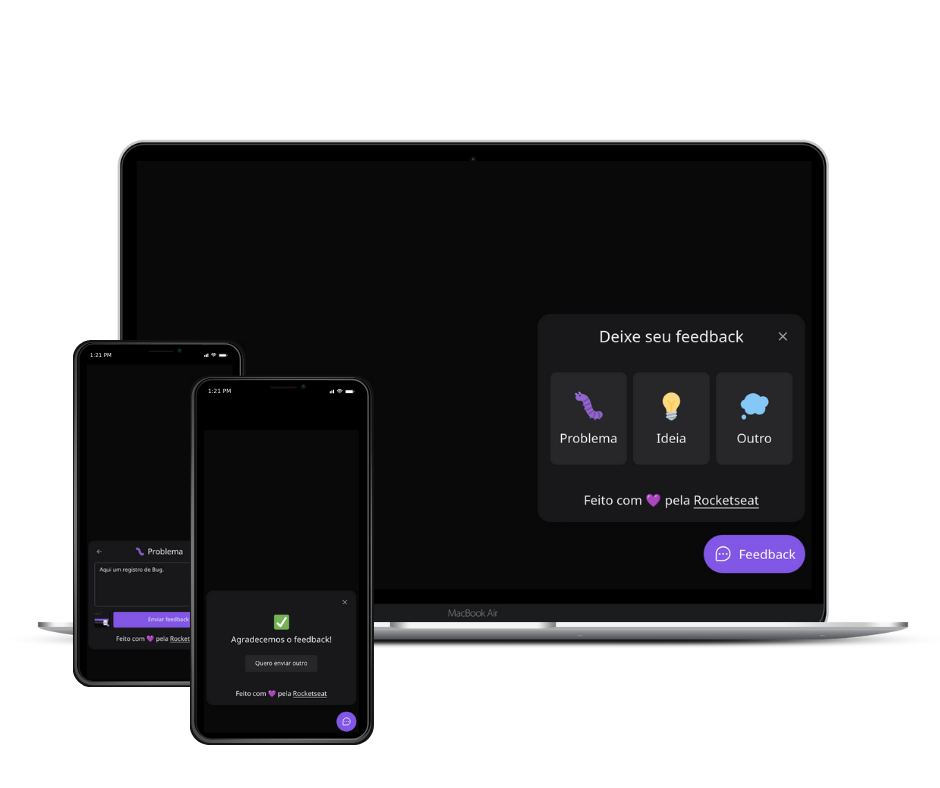 Deixe seu feedback
Problema
Ideia
Outro
Feito com 💜 pela Rocketseat
Feedback
MacBook Air
1:21 PM
Problema
Aqui um registro de Bug.
Enviar feedback
Feito com 💜 pela Rocket
1:21 PM
Agradecemos o feedback!
Quero enviar outro
Feito com 💜 pela Rocketseat